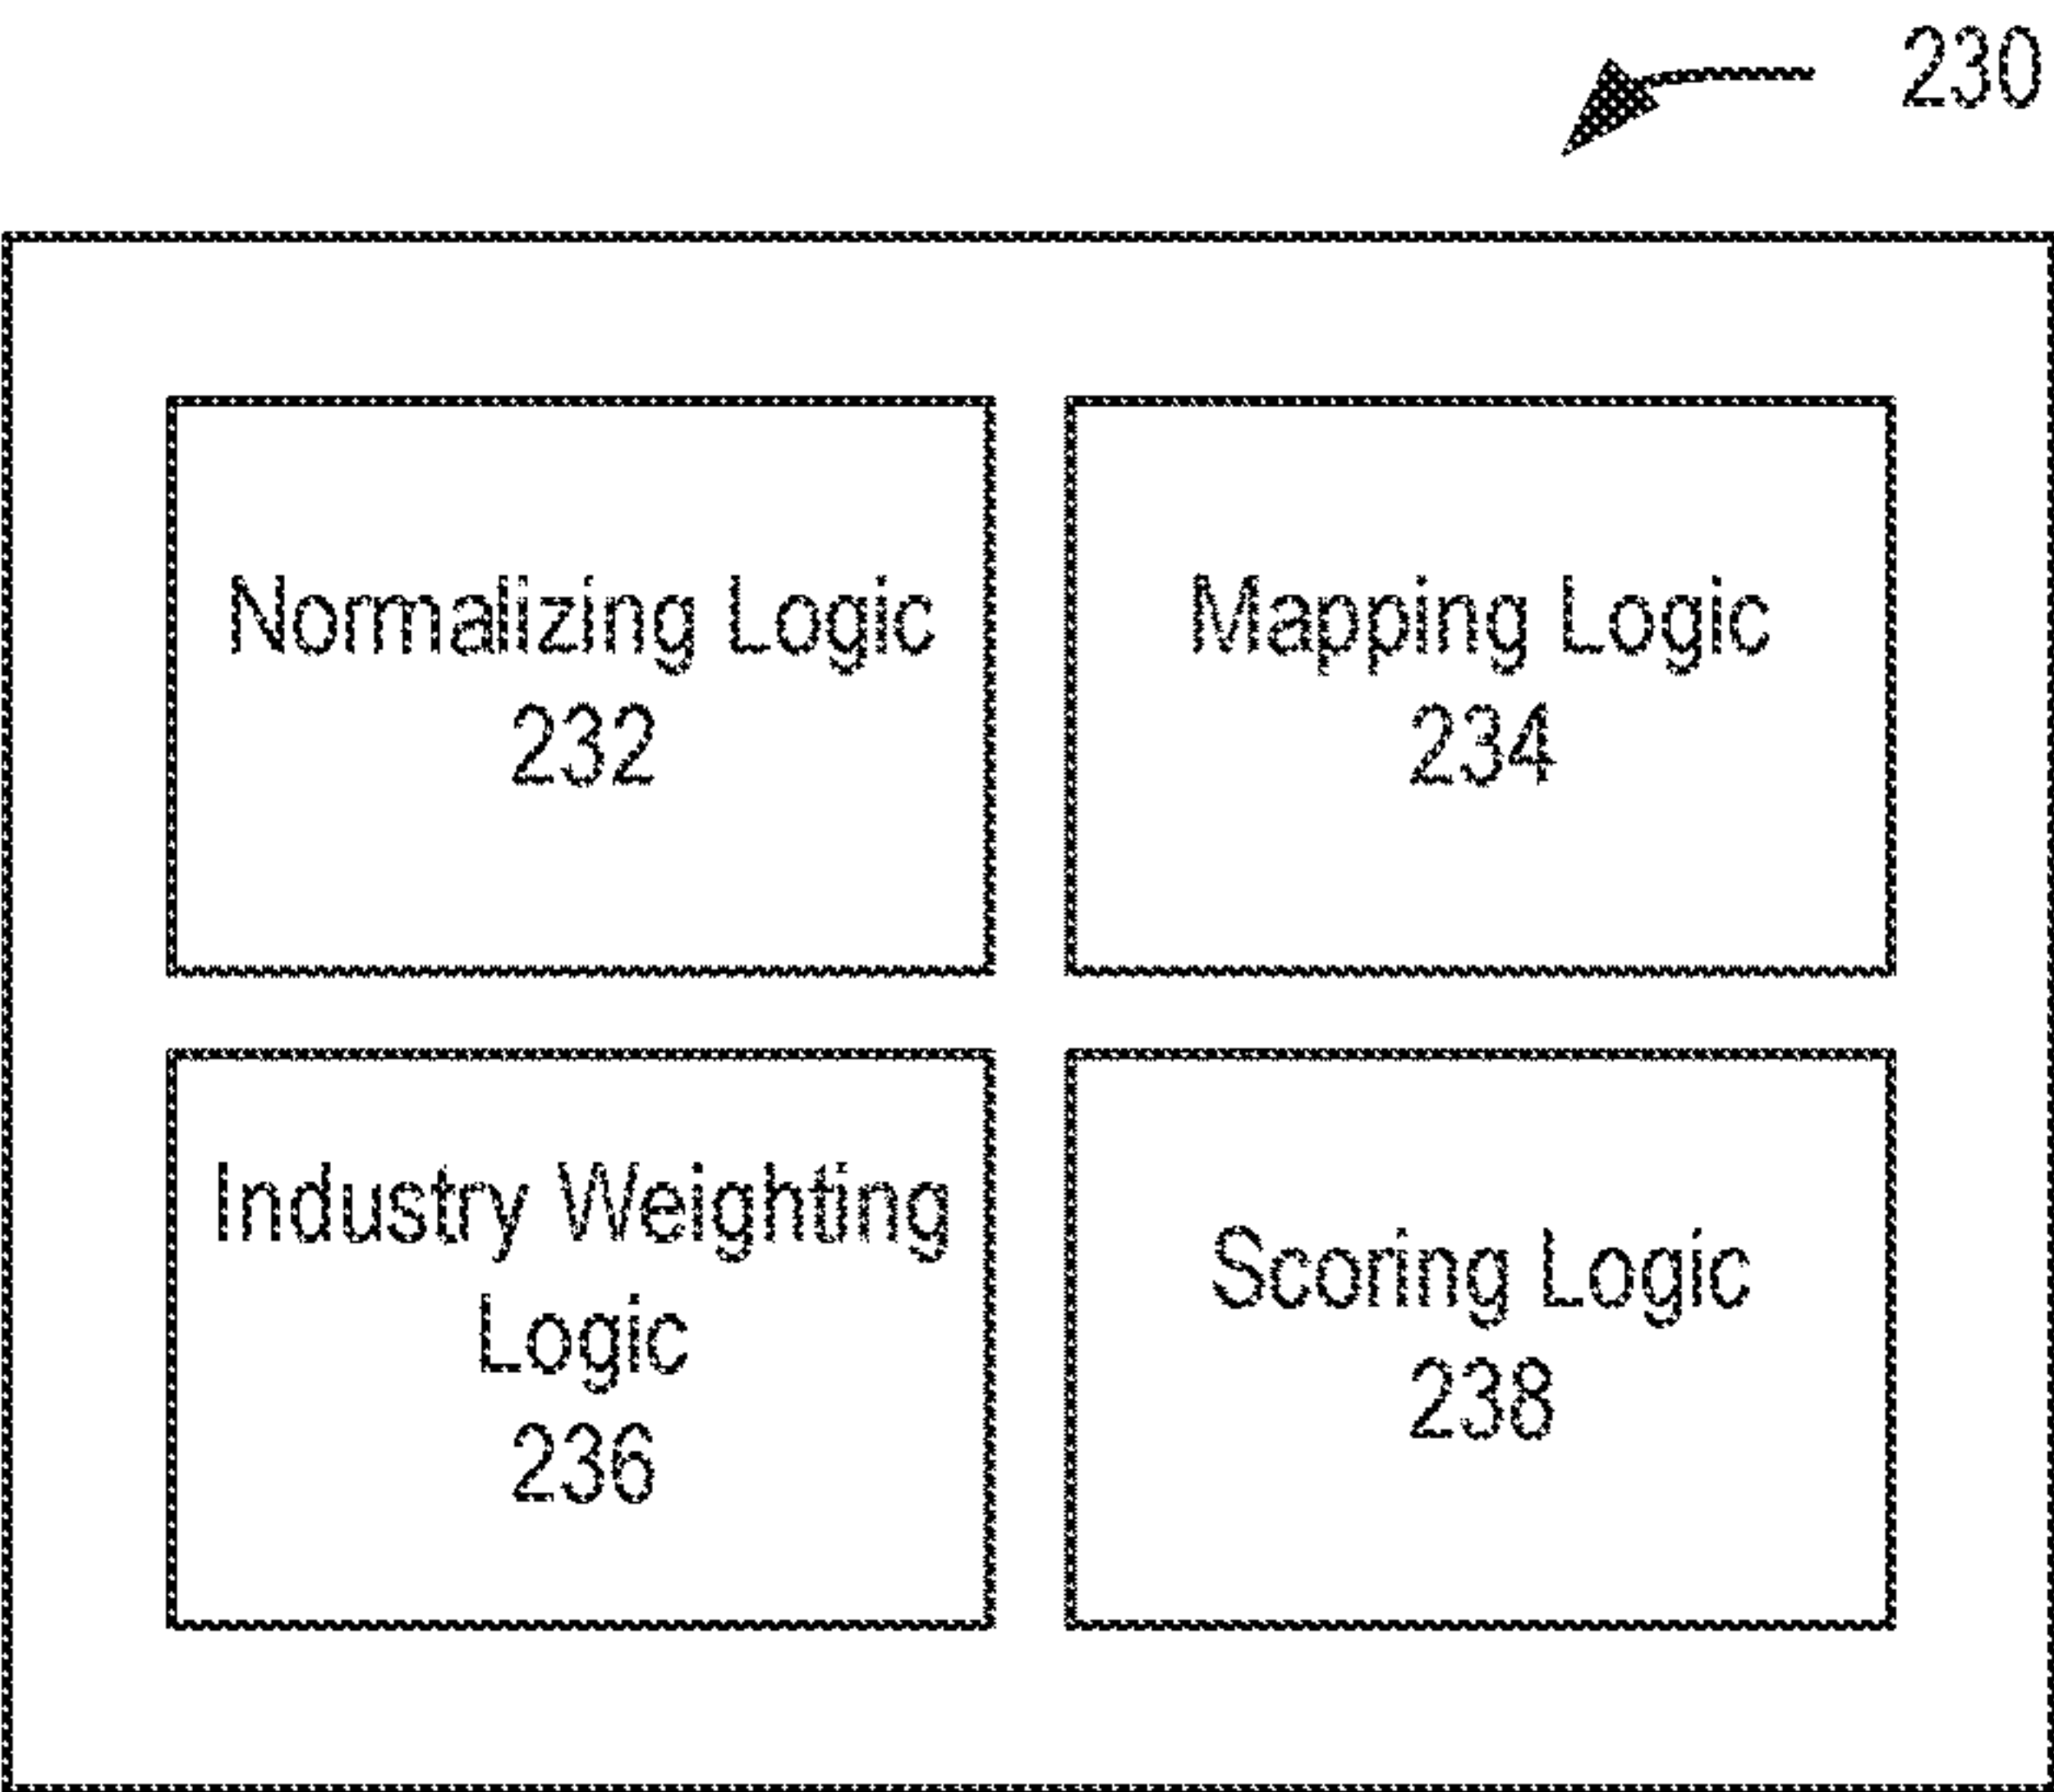 230
Normalizing Logic
232
Mapping Logic
234
Industry Weighting
Logic
236
Scoring Logic
238